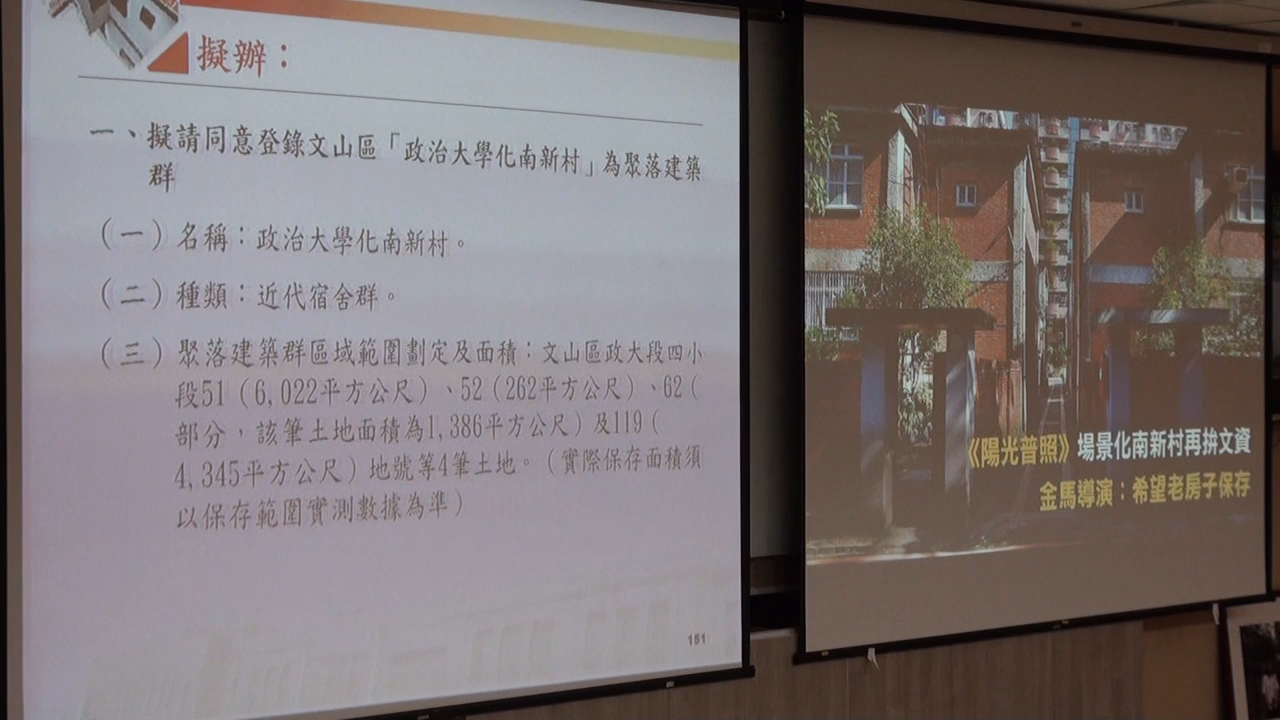 擬辦：
一、擬請同意登錄文山區「政治大學化南新村」為聚落建築
群
（一）名稱：政治大學化南新村。
（二）種類：近代宿舍群。
（三）聚落建築群區域範圍劃定及面積：文山區政大段四小
段51（6,022平方公尺）、52（262平方公尺）、62（
部分，該筆土地面積為1,386平方公尺）及119（
4,345平方公尺）地號等4筆土地。（實際保存面積須
以保存範圍實測數據為準）
151
《陽光普照》場景化南新村再拚文資
金馬導演：希望老房子保存